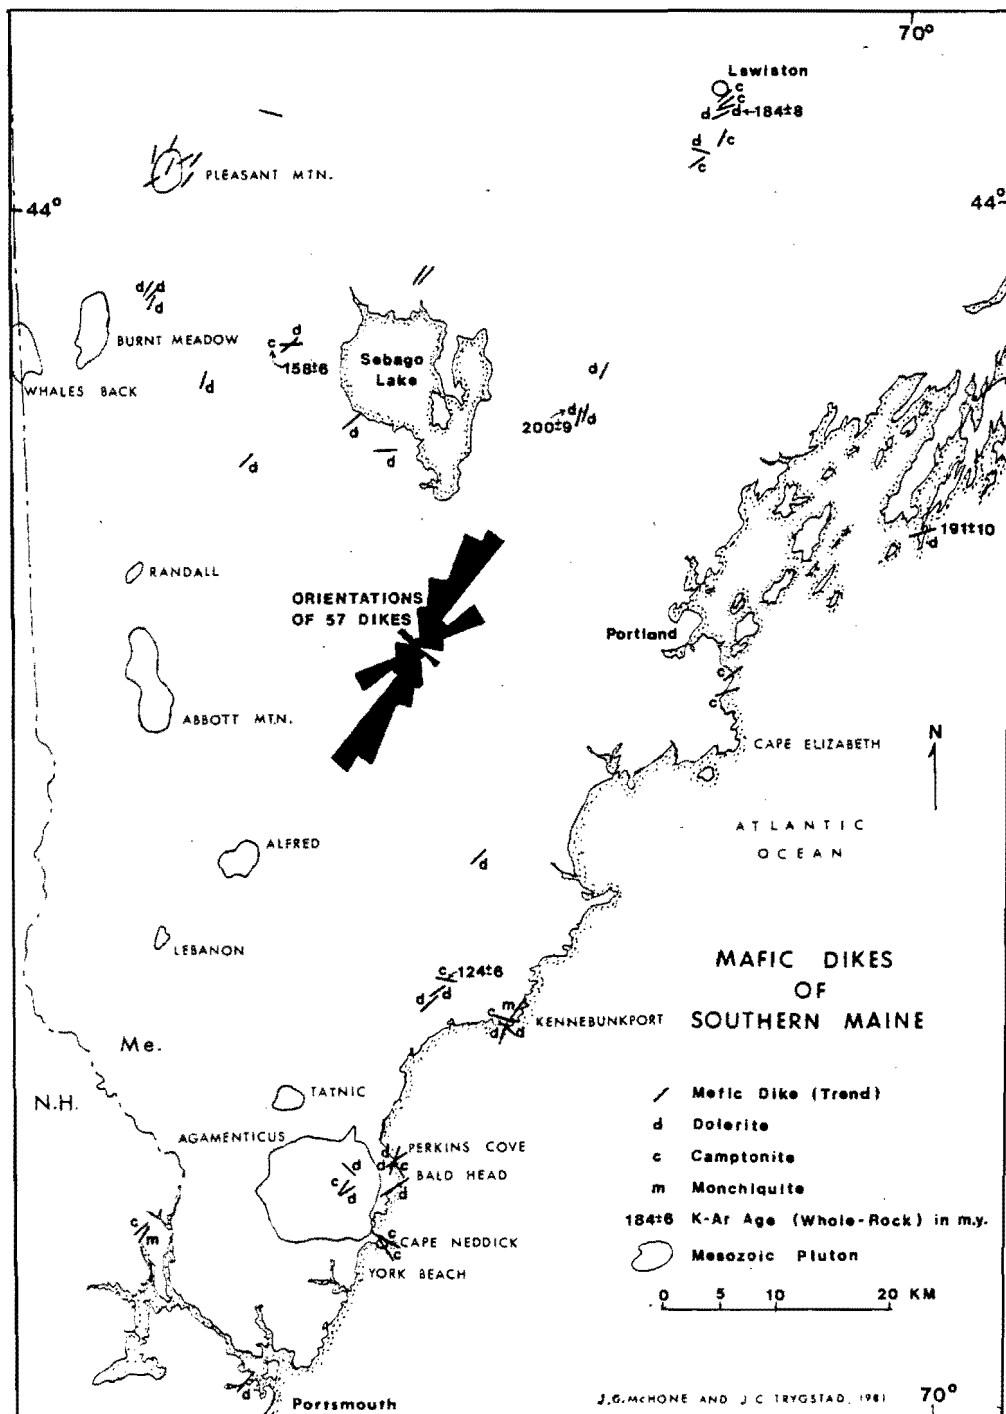 70°
Lewiston
c
c
d d←184±8
d /c
c
PLEASANT MTN.
44° 44°
d d
d
BURNT MEADOW
d
c
158±6
Sebago
Lake
WHALES BACK
d
d
d
200±9 d
d
d
d
191±10
d
RANDALL
ORIENTATIONS
OF 57 DIKES
Portland
c
c
ABBOTT MTN.
CAPE ELIZABETH
N
ATLANTIC
OCEAN
ALFRED
d
LEBANON
c 124±6
d d
m
c
KENNEBUNKPORT
d d
MAFIC DIKES
OF
SOUTHERN MAINE
Me.
N.H.
TATNIC
AGAMENTICUS
d PERKINS COVE
d c
BALD HEAD
d
c
d
d
c
m
c
CAPE NEDDICK
c
YORK BEACH
Mafic Dike (Trend)
d Dolerite
c Camptonite
m Monchiquite
184±6 K-Ar Age (Whole-Rock) in m.y.
Mesozoic Pluton
0 5 10 20 KM
d
Portsmouth
J.G. McHONE AND J C TRYGSTAD, 1981
70°